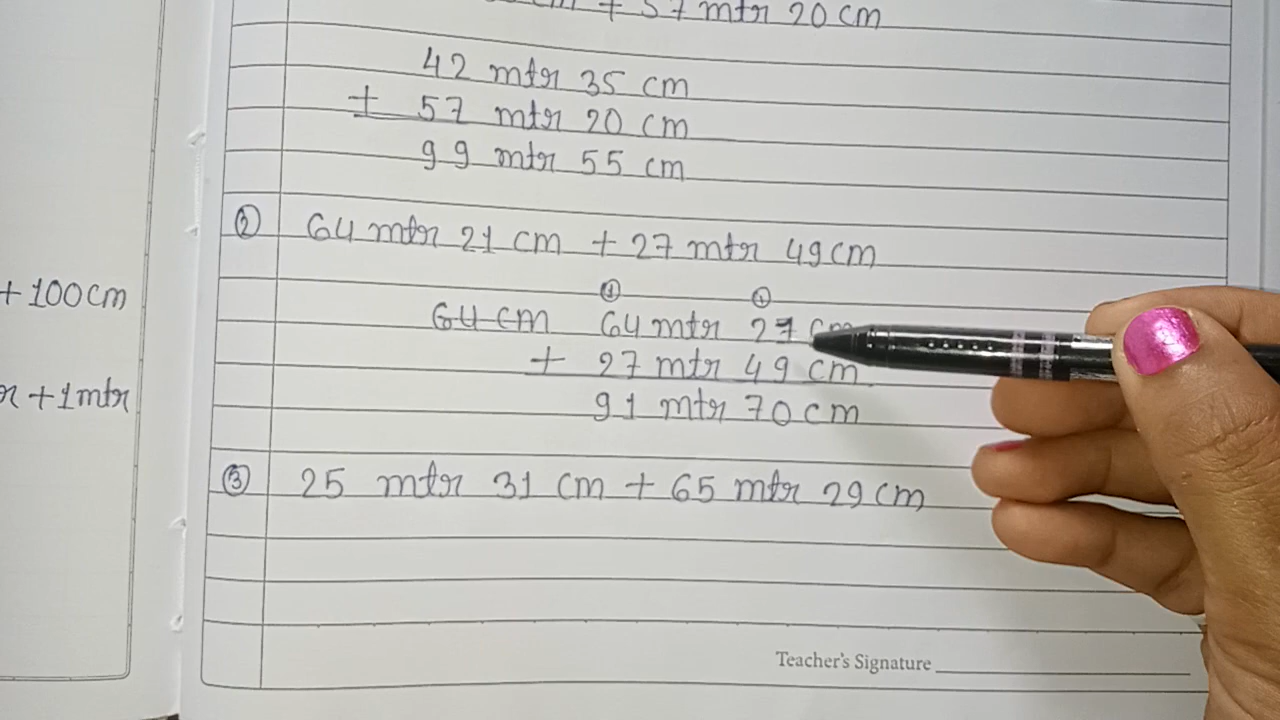 + 57 mtr 20 cm
42 mtr 35 cm
+ 57 mtr 20 cm
99 mtr 55 cm
② 64 mtr 21 cm + 27 mtr 49 cm
① ①
64 cm 64 mtr 21 cm
+ 27 mtr 49 cm
91 mtr 70 cm
③ 25 mtr 31 cm + 65 mtr 29 cm
Teacher's Signature
+ 100 cm
+ 1 mtr